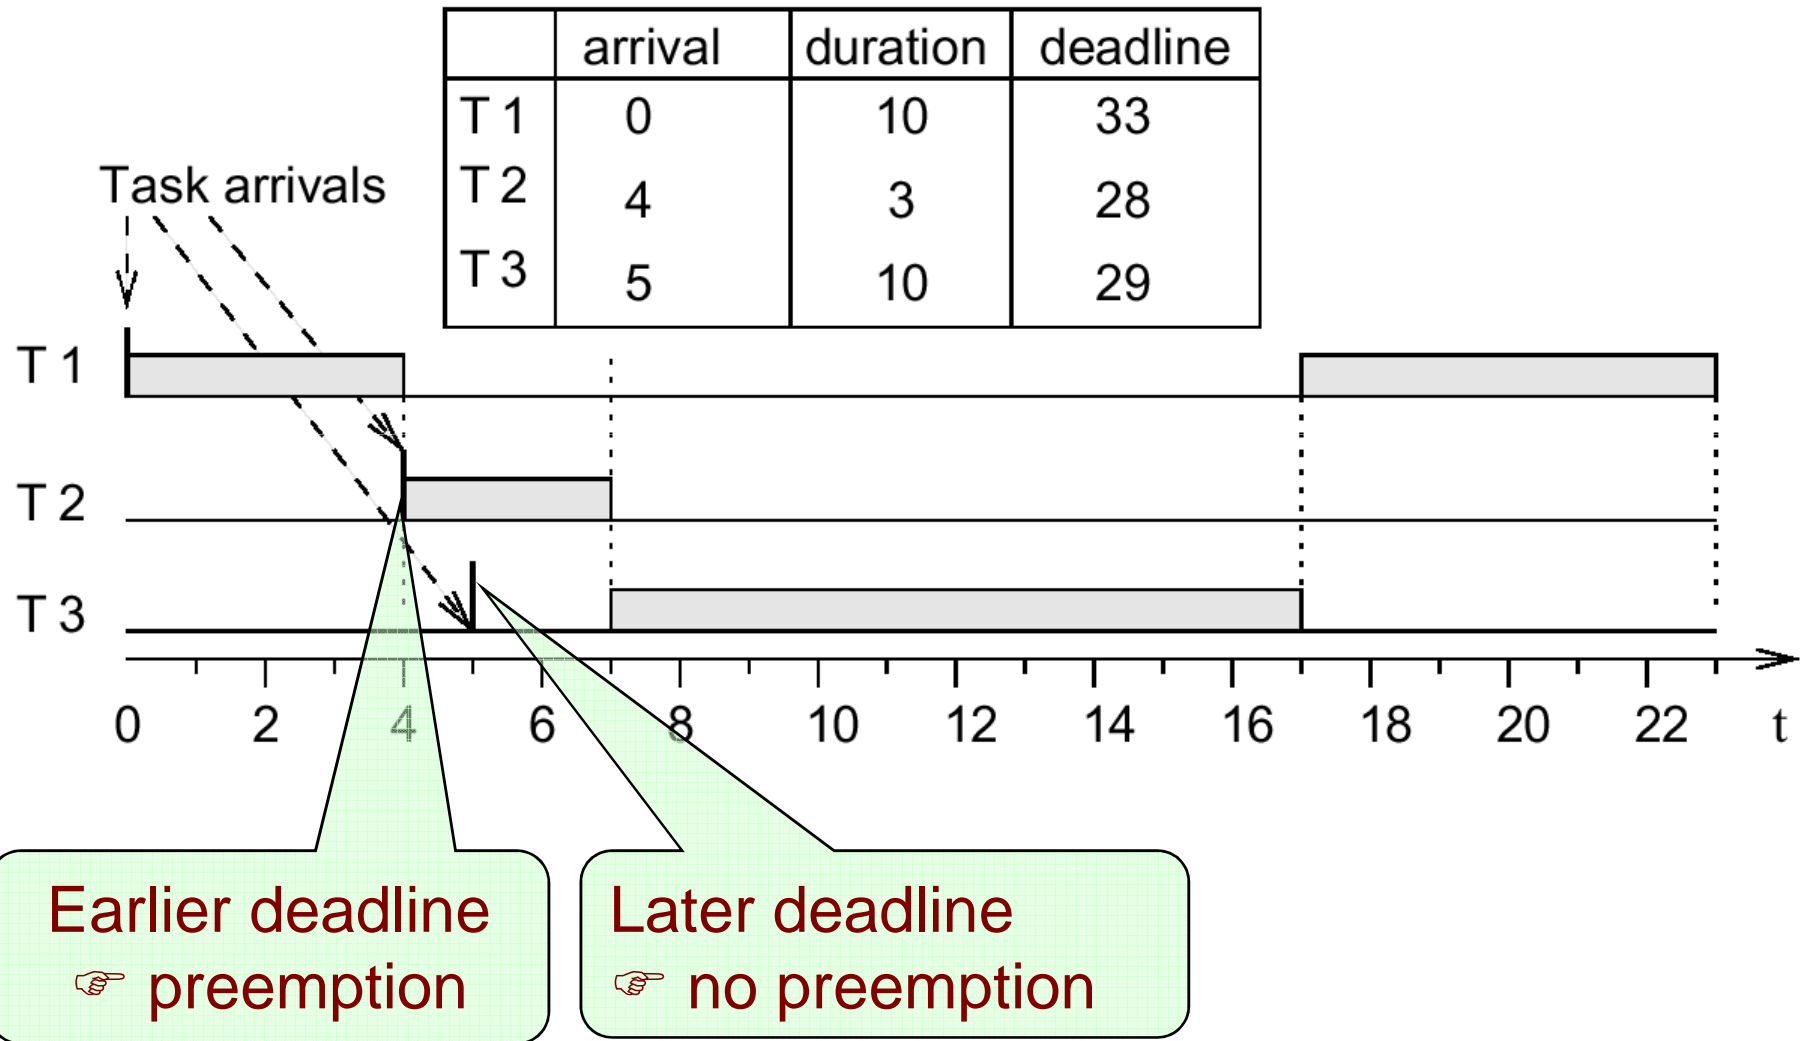 arrival duration deadline
T 1 0 10 33
Task arrivals
T 2 4 3 28
T 3 5 10 29
T 1
T 2
T 3
0 2 4 6 8 10 12 14 16 18 20 22 t
Earlier deadline
☞ preemption
Later deadline
☞ no preemption